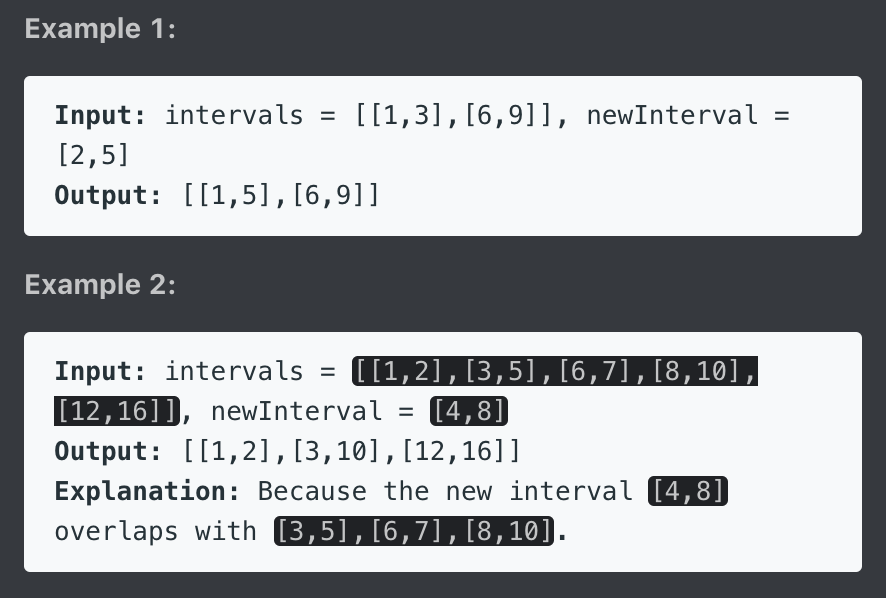 Example 1:
Input: intervals = [[1,3],[6,9]], newInterval =
[2,5]
Output: [[1,5],[6,9]]
Example 2:
Input: intervals = [[1,2],[3,5],[6,7],[8,10],
[12,16]], newInterval = [4,8]
Output: [[1,2],[3,10],[12,16]]
Explanation: Because the new interval [4,8]
overlaps with [3,5],[6,7],[8,10].